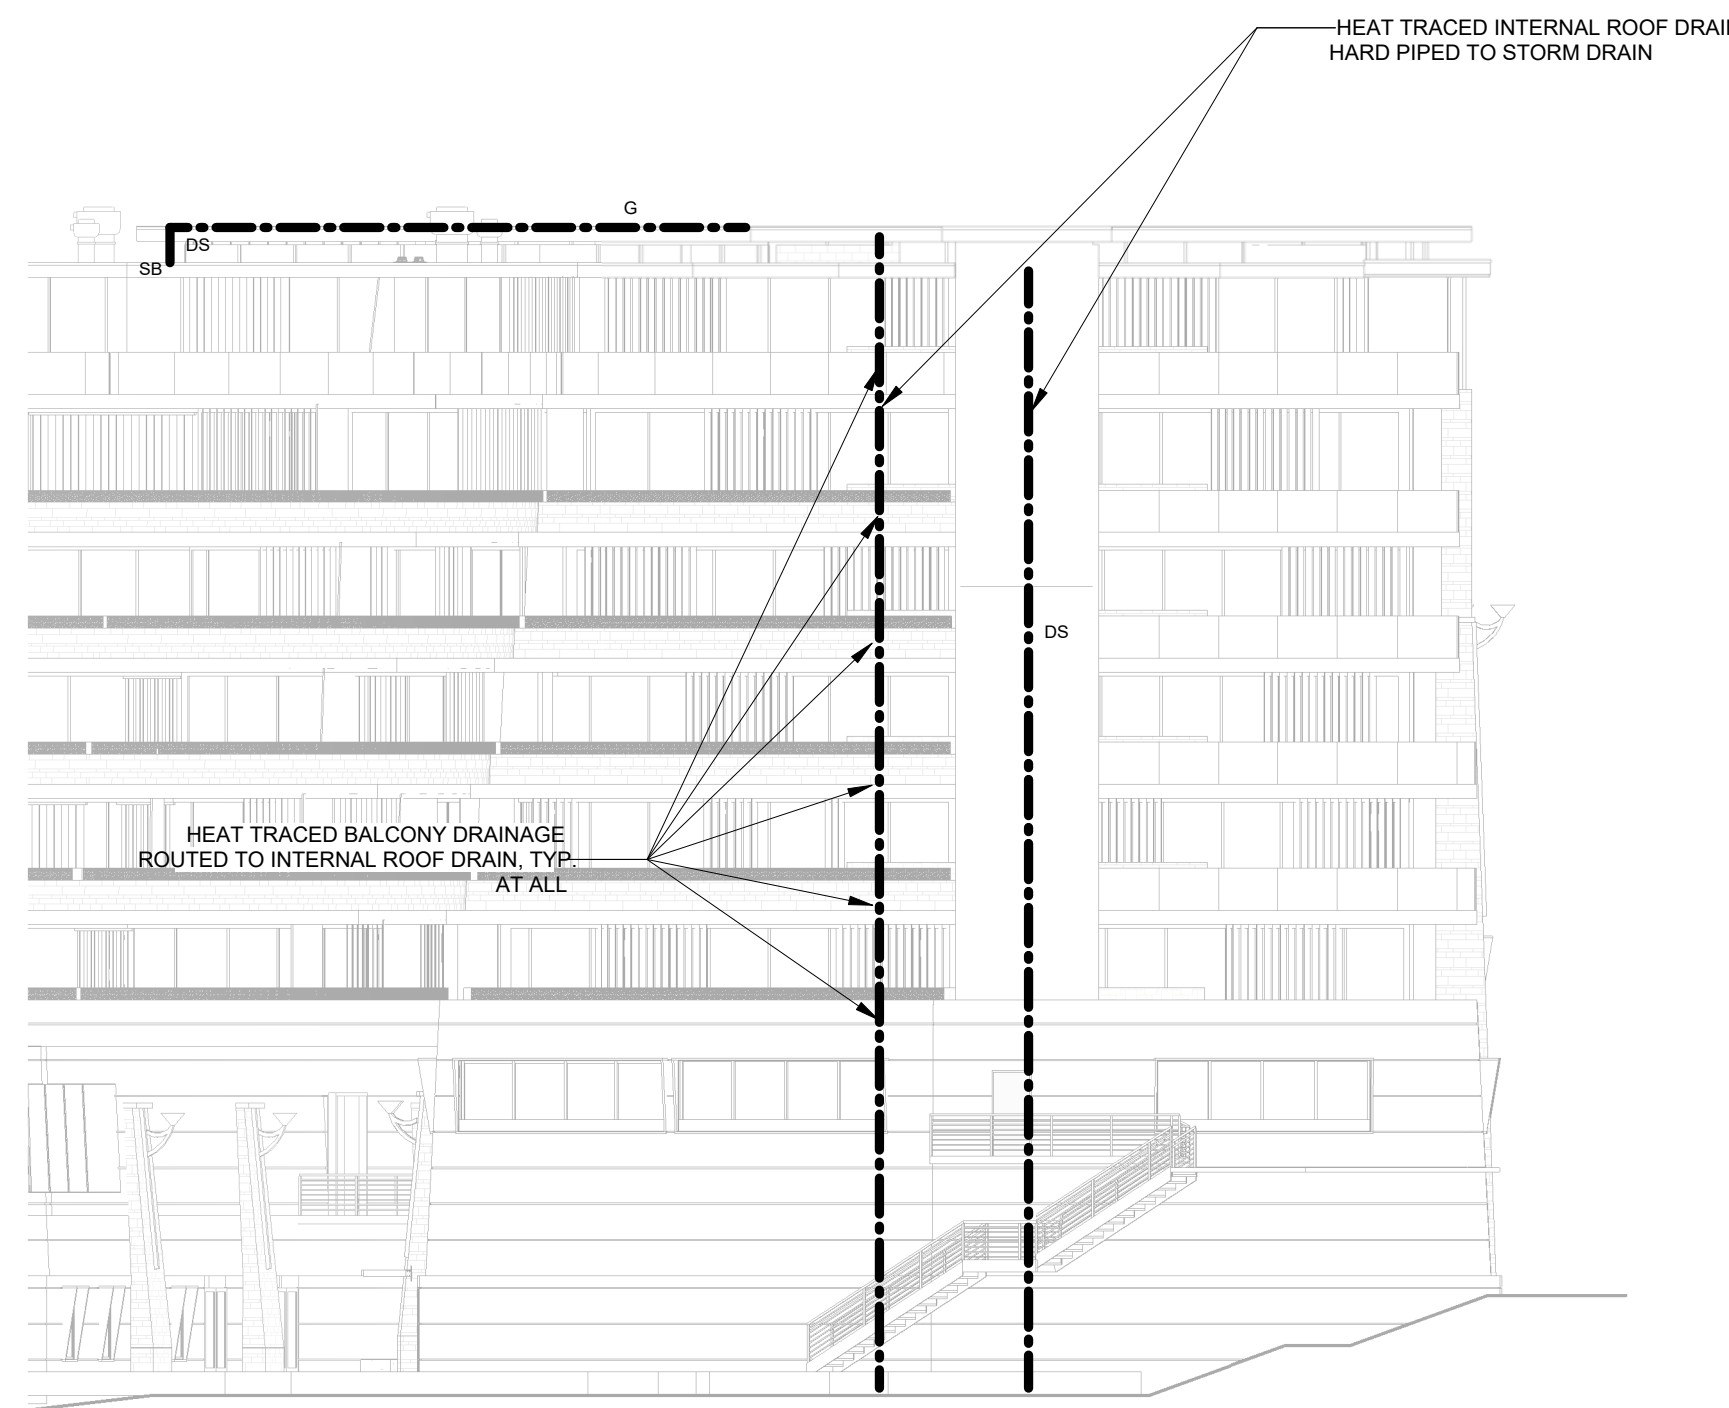 HEAT TRACED INTERNAL ROOF DRAI
HARD PIPED TO STORM DRAIN
G
DS
SB
DS
HEAT TRACED BALCONY DRAINAGE
ROUTED TO INTERNAL ROOF DRAIN, TYP.
AT ALL